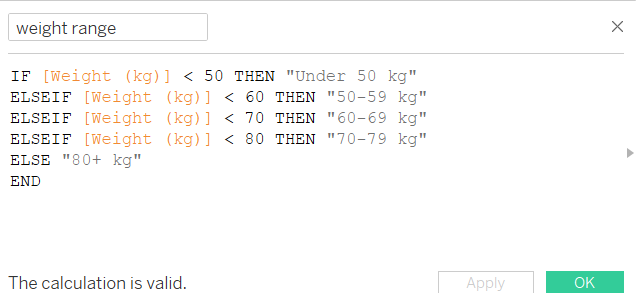 weight range
IF [Weight (kg)] < 50 THEN "Under 50 kg"
ELSEIF [Weight (kg)] < 60 THEN "50-59 kg"
ELSEIF [Weight (kg)] < 70 THEN "60-69 kg"
ELSEIF [Weight (kg)] < 80 THEN "70-79 kg"
ELSE "80+ kg"
END
The calculation is valid.
Apply
OK